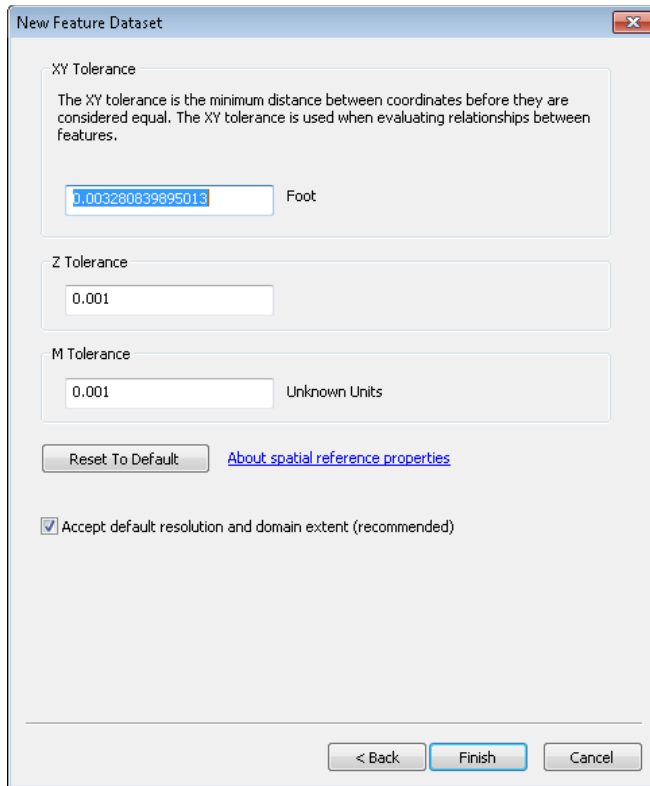 New Feature Dataset
XY Tolerance
The XY tolerance is the minimum distance between coordinates before they are
considered equal. The XY tolerance is used when evaluating relationships between
features.
0.003280839895013 Foot
Z Tolerance
0.001
M Tolerance
0.001 Unknown Units
Reset To Default About spatial reference properties
Accept default resolution and domain extent (recommended)
< Back Finish Cancel